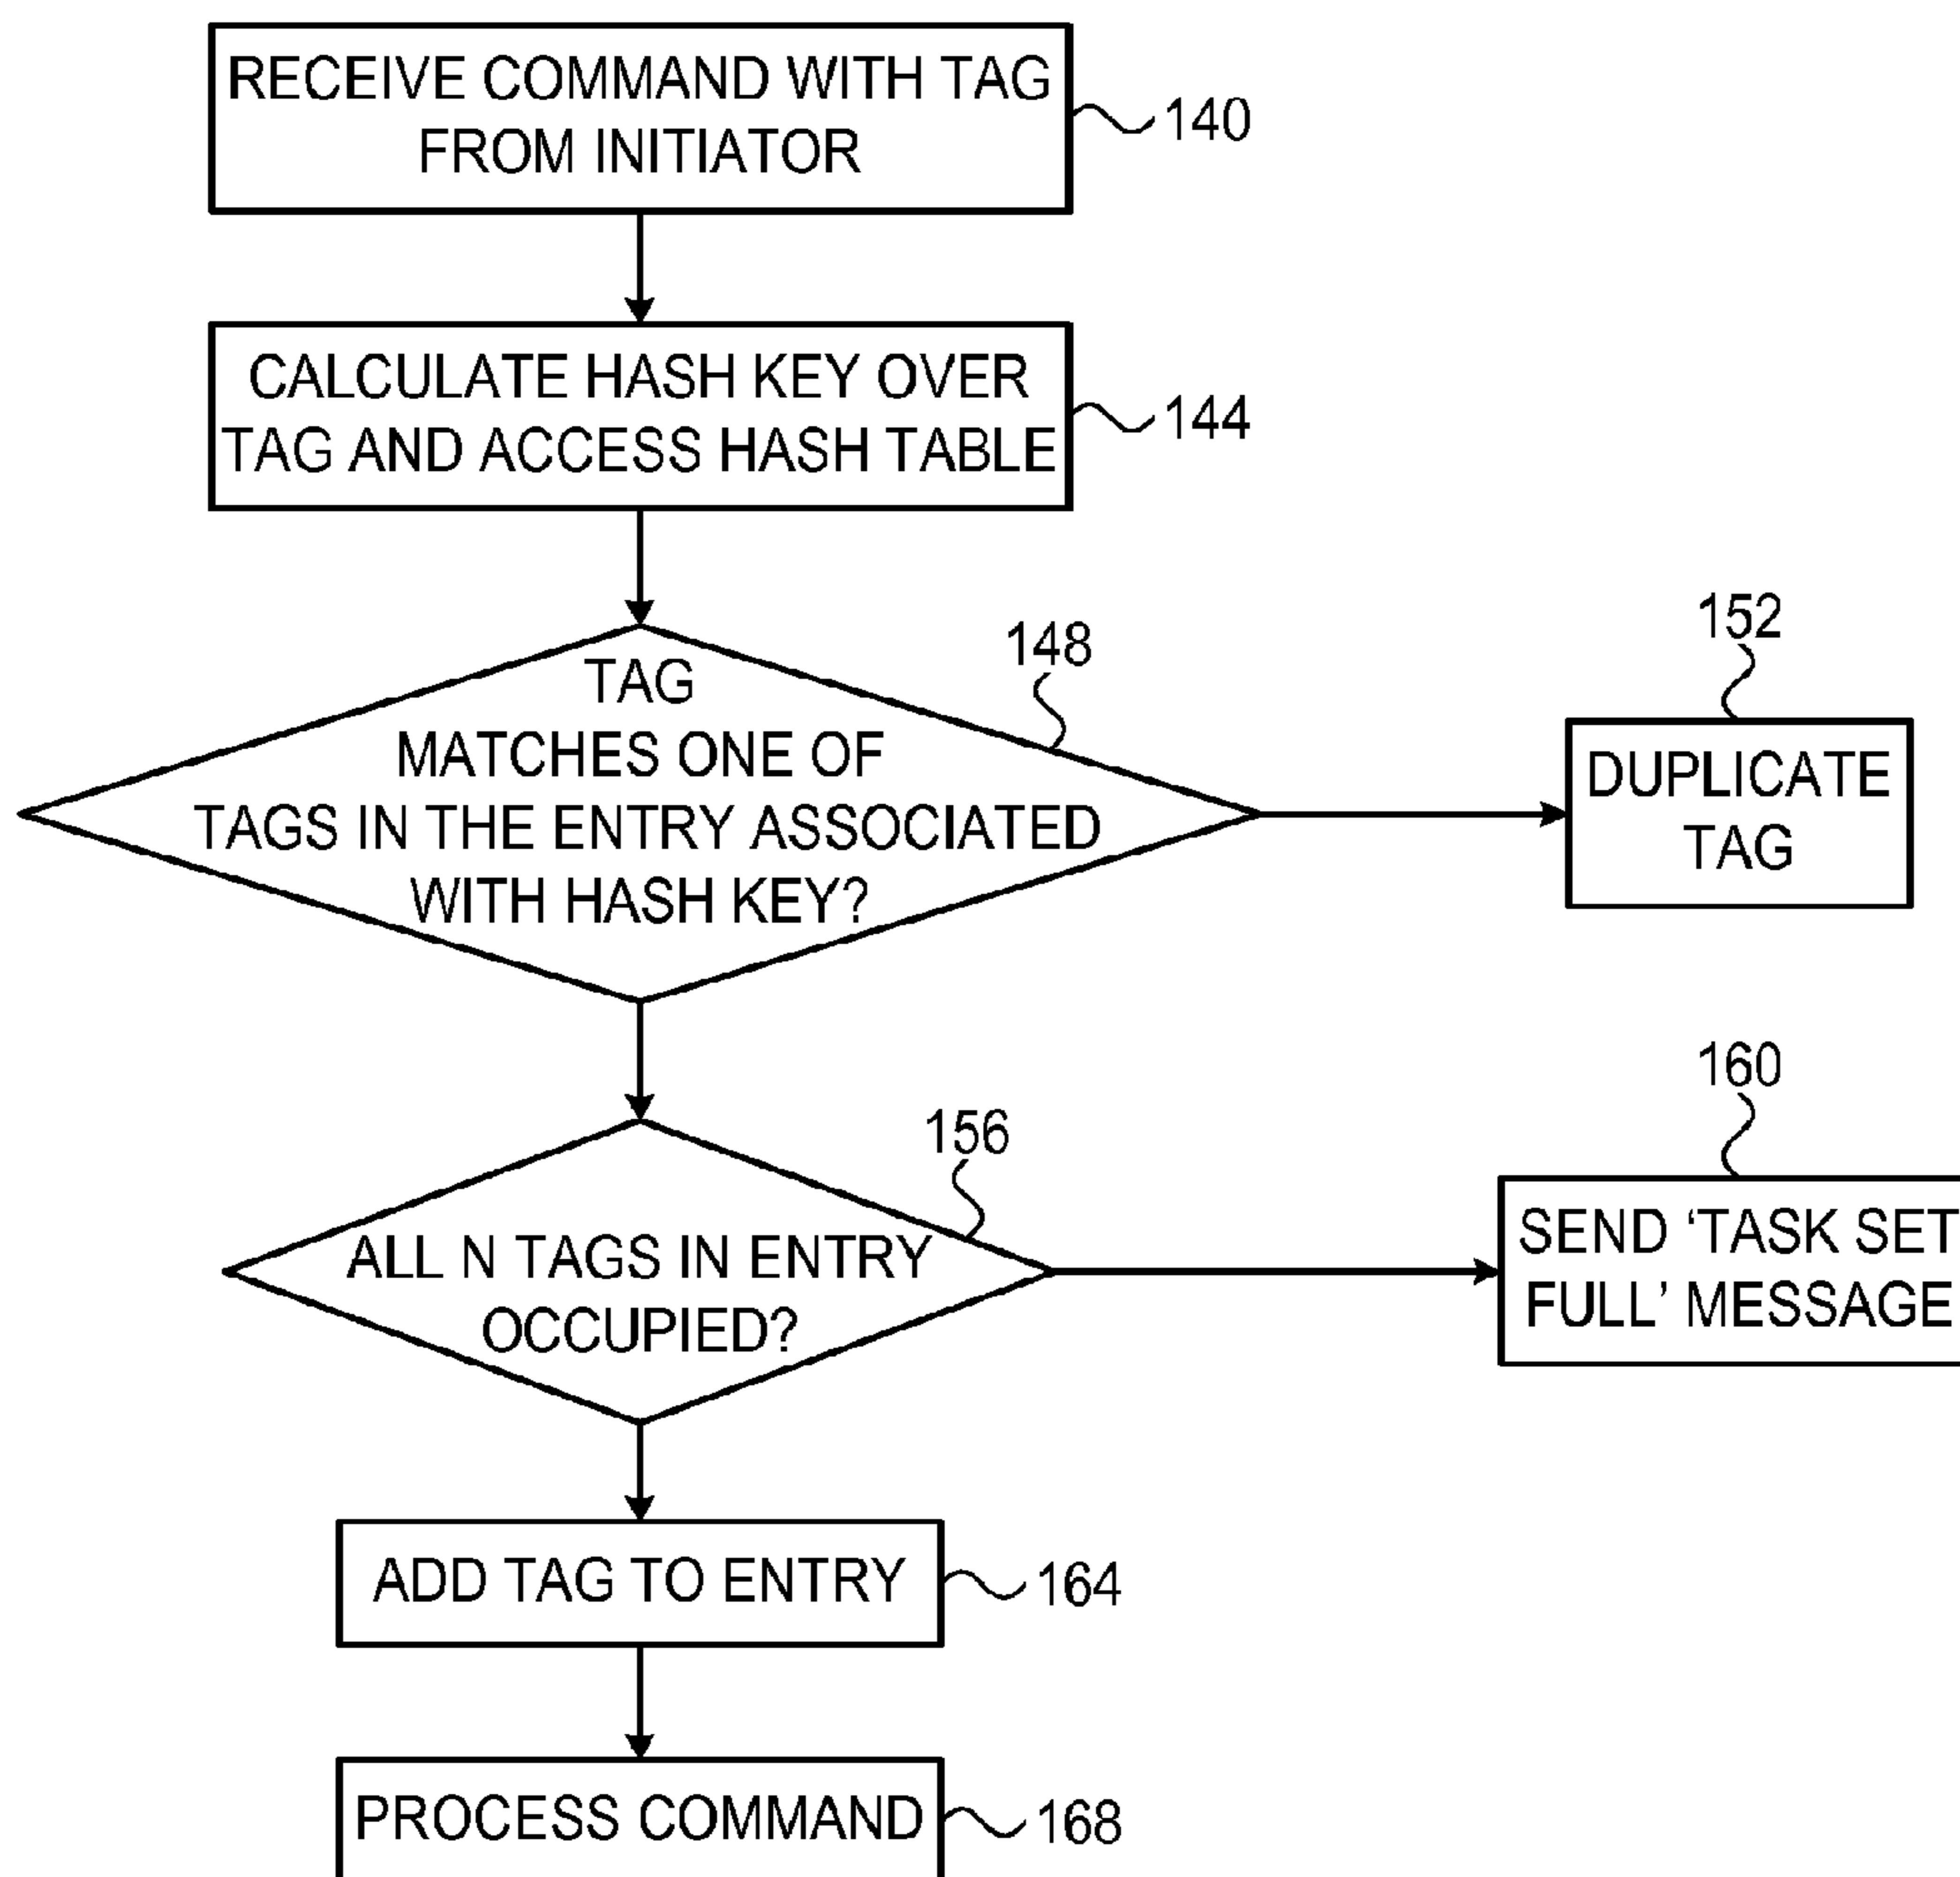 RECEIVE COMMAND WITH TAG
FROM INITIATOR
140
CALCULATE HASH KEY OVER
TAG AND ACCESS HASH TABLE
144
148
TAG
MATCHES ONE OF
TAGS IN THE ENTRY ASSOCIATED
WITH HASH KEY?
152
DUPLICATE
TAG
156
ALL N TAGS IN ENTRY
OCCUPIED?
160
SEND ‘TASK SET
FULL’ MESSAGE
ADD TAG TO ENTRY
164
PROCESS COMMAND
168